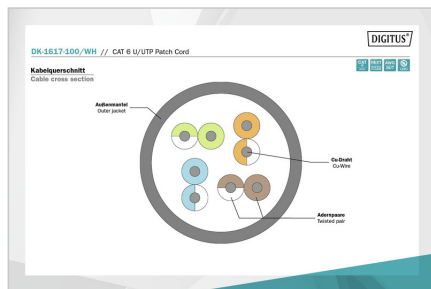 DIGITUS®
DK-1617-100/WH // CAT 6 U/UTP Patch Cord
Kabelquerschnitt
Cable cross section
Außenmantel
Outer jacket
Cu-Draht
Cu-Wire
Adernpaare
Twisted pair